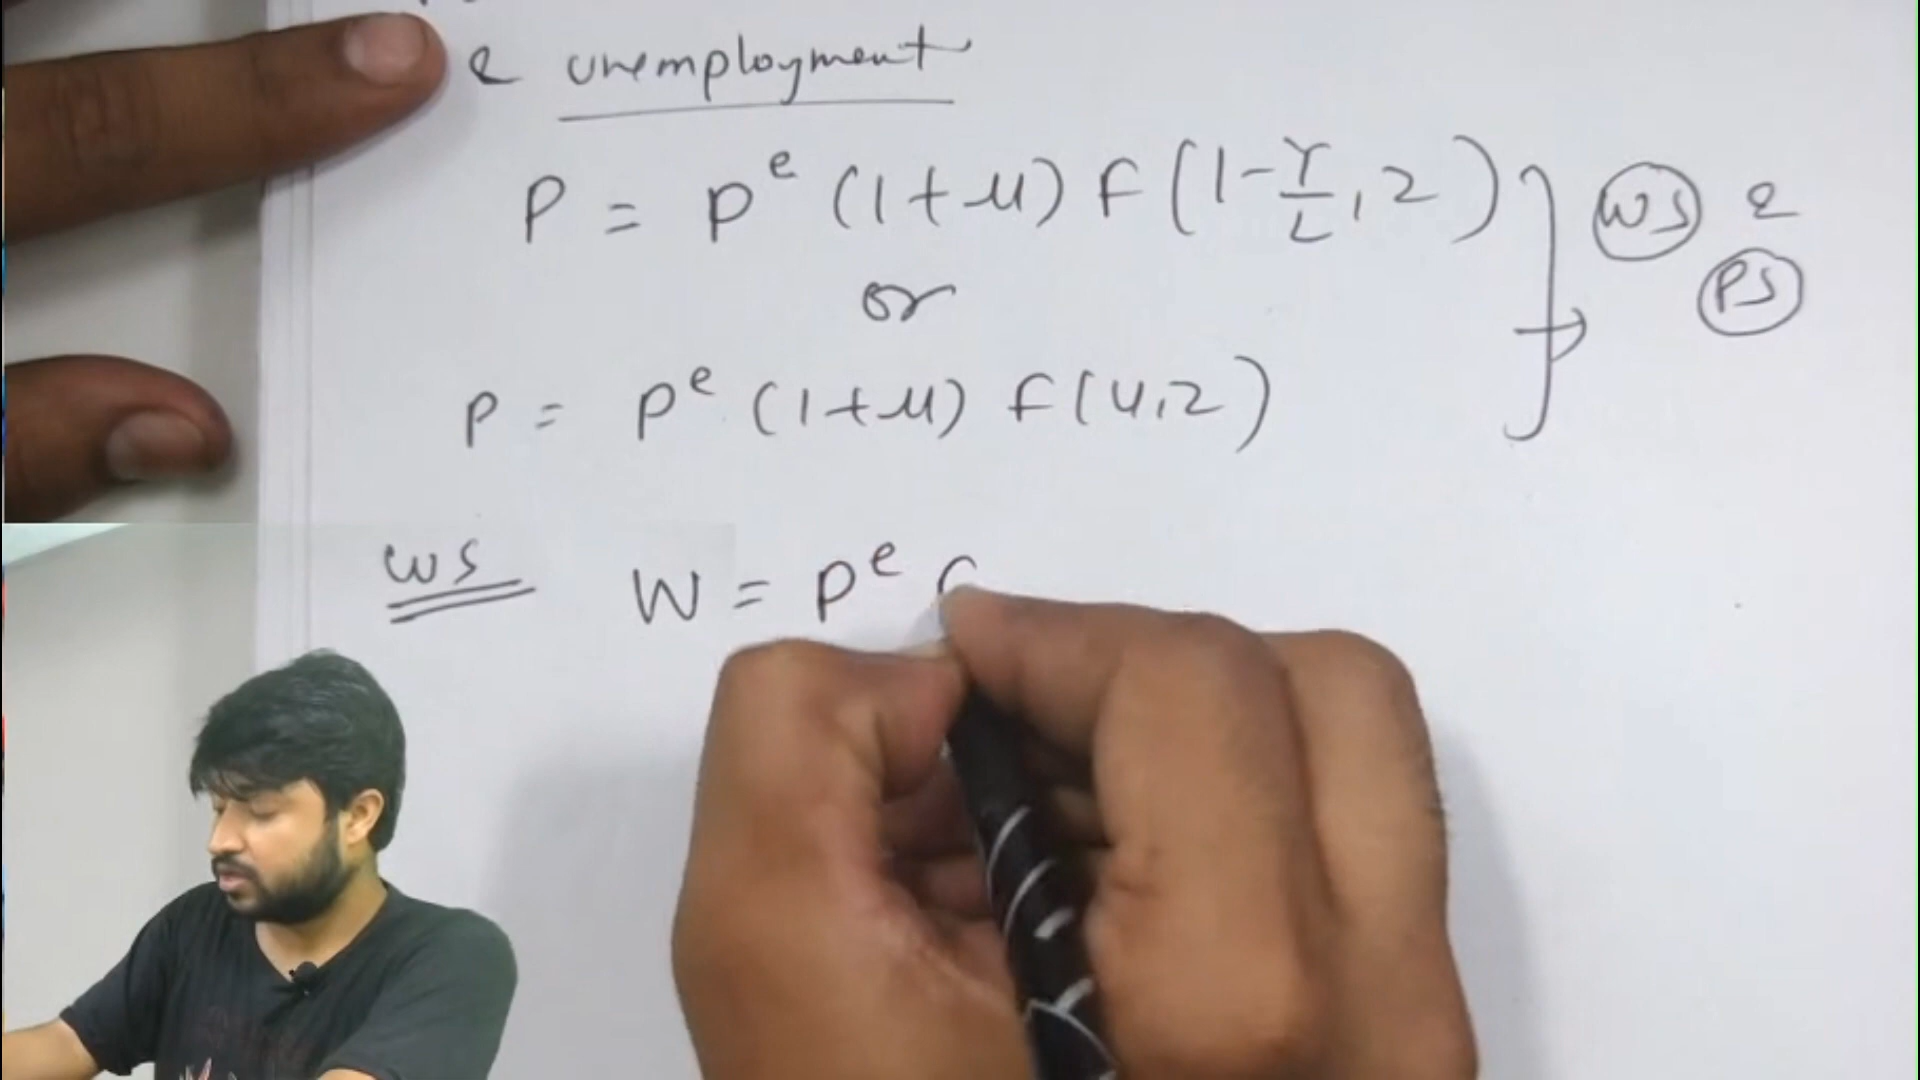 & unemployment
P = P^e (1+μ) F(1-Y/L, z) WS &
PS
or
P = P^e (1+μ) F(u,z)
WS W = P^e